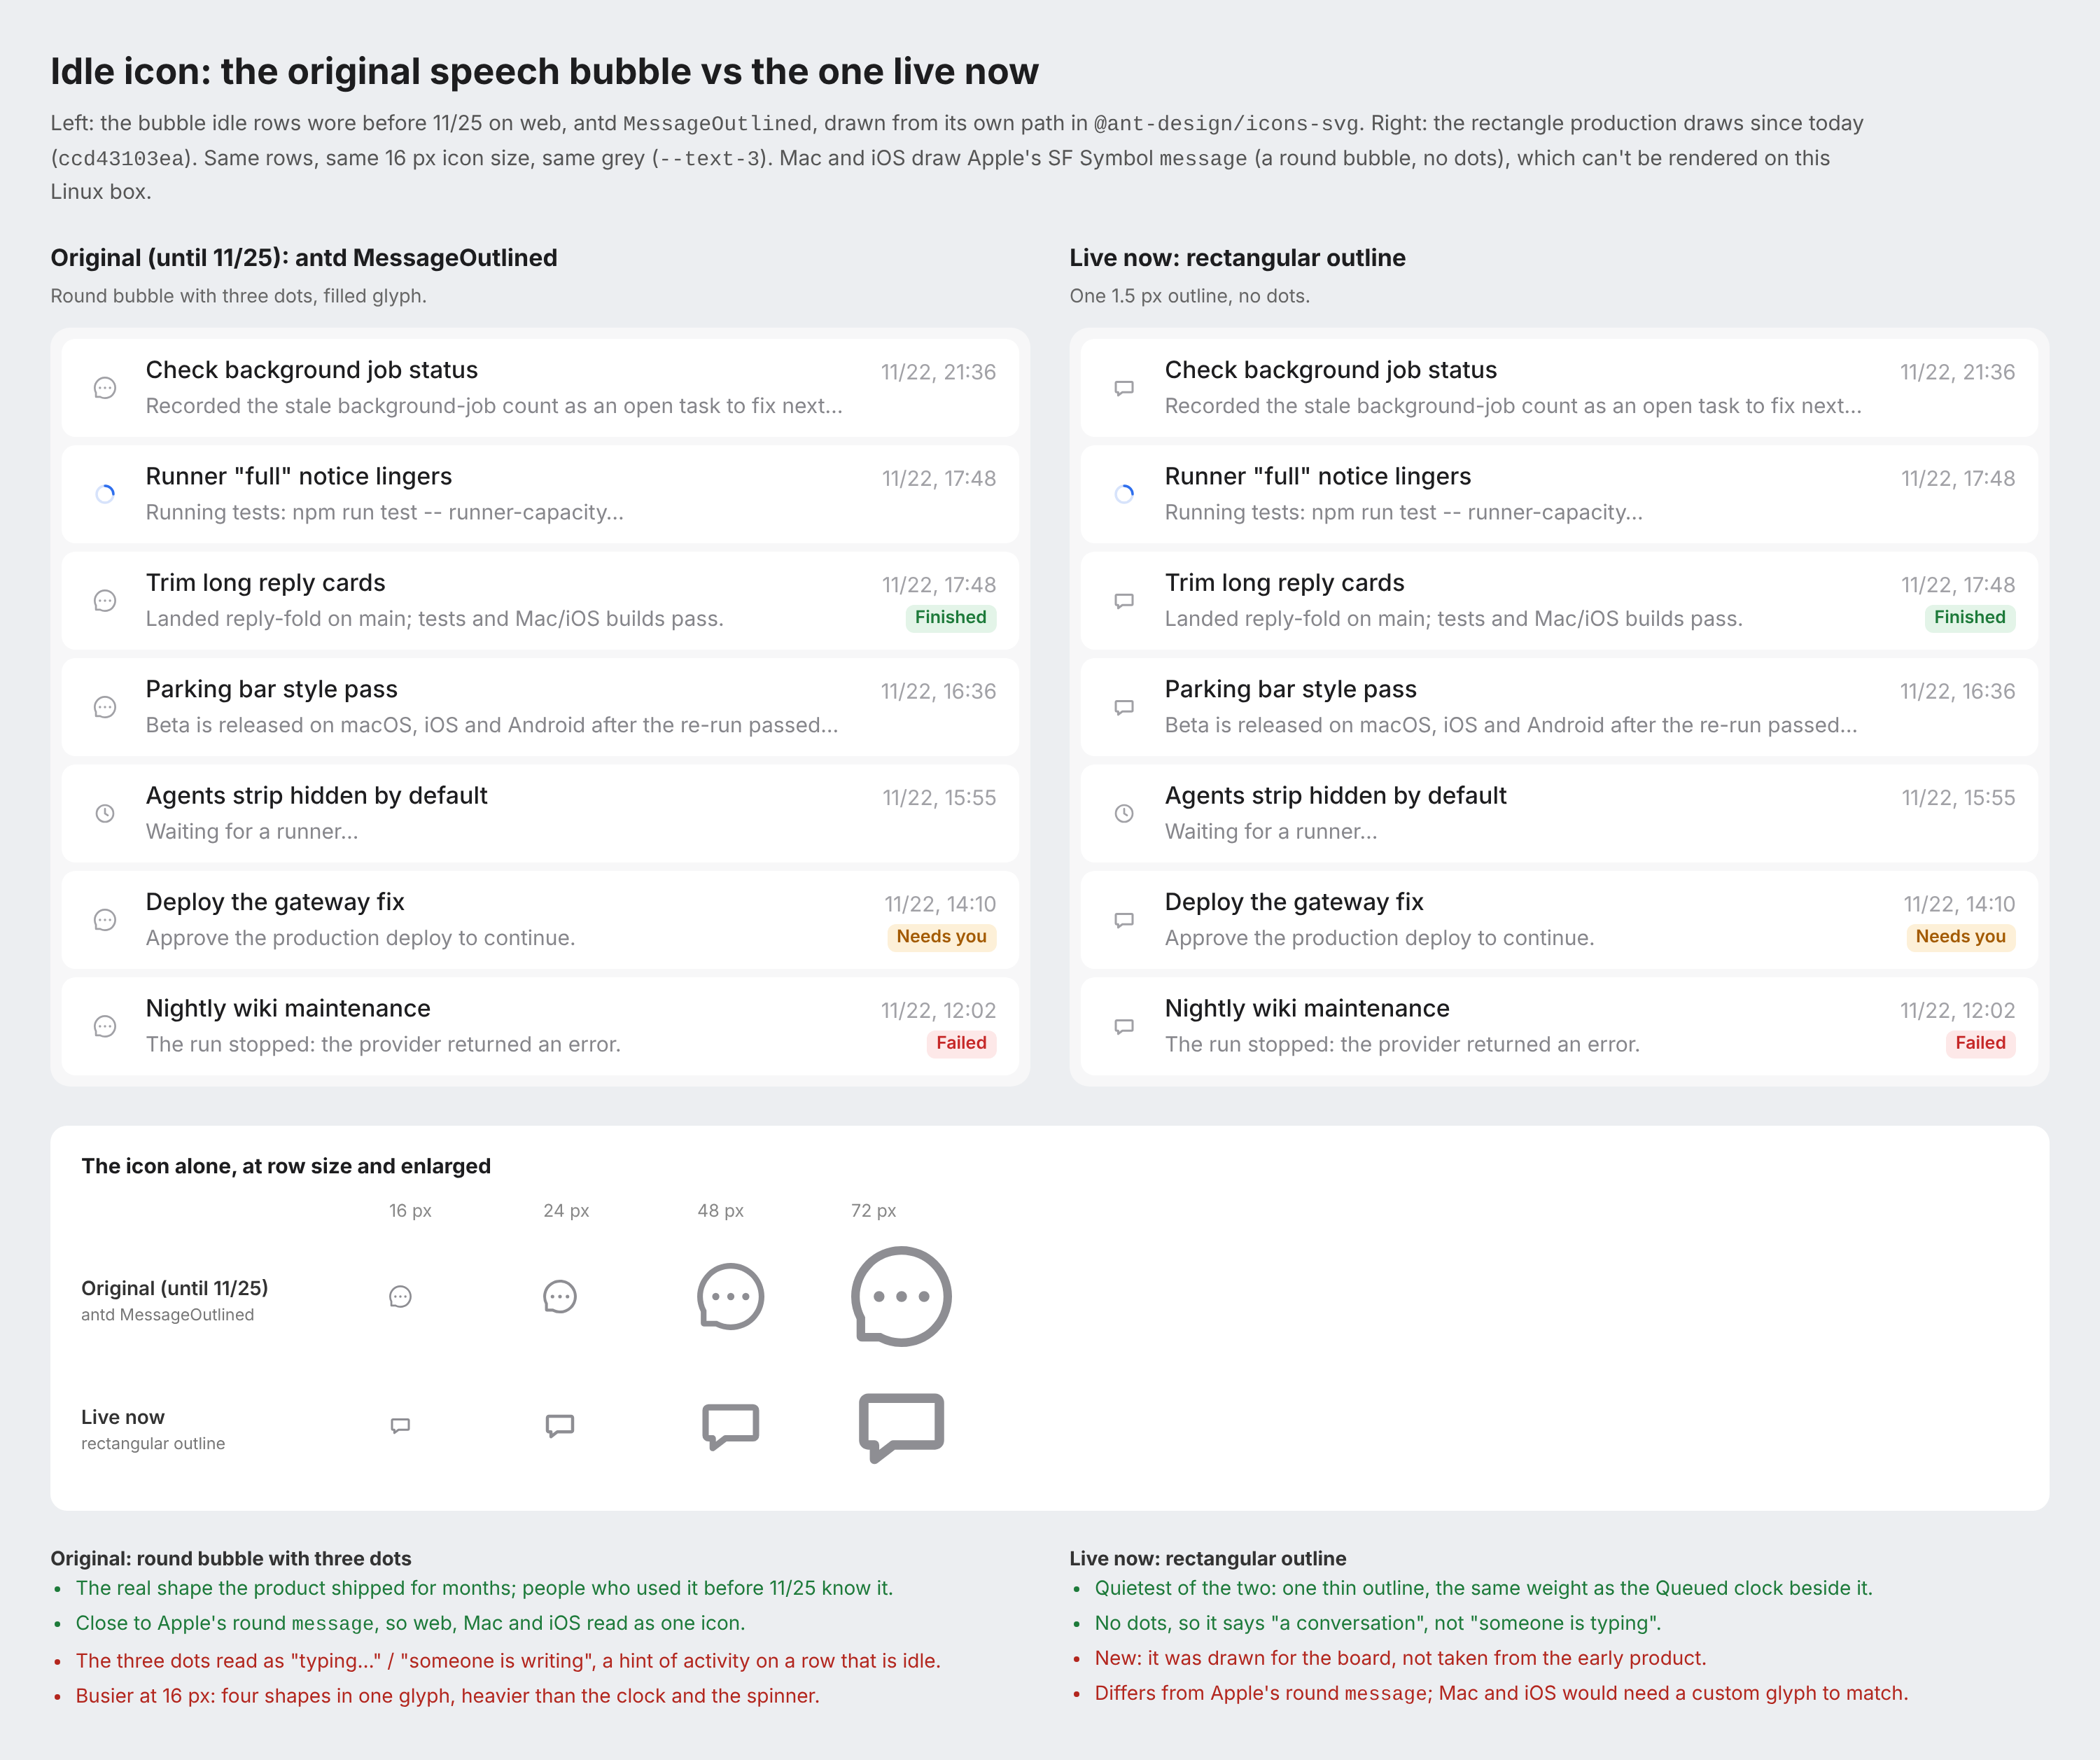 Idle icon: the original speech bubble vs the one live now
Left: the bubble idle rows wore before 11/25 on web, antd MessageOutlined, drawn from its own path in @ant-design/icons-svg. Right: the rectangle production draws since today
(ccd43103ea). Same rows, same 16 px icon size, same grey (--text-3). Mac and iOS draw Apple's SF Symbol message (a round bubble, no dots), which can't be rendered on this
Linux box.
Original (until 11/25): antd MessageOutlined
Round bubble with three dots, filled glyph.
Check background job status
11/22, 21:36
Recorded the stale background-job count as an open task to fix next...
Runner "full" notice lingers
11/22, 17:48
Running tests: npm run test -- runner-capacity...
Trim long reply cards
11/22, 17:48
Landed reply-fold on main; tests and Mac/iOS builds pass.
Finished
Parking bar style pass
11/22, 16:36
Beta is released on macOS, iOS and Android after the re-run passed...
Agents strip hidden by default
11/22, 15:55
Waiting for a runner...
Deploy the gateway fix
11/22, 14:10
Approve the production deploy to continue.
Needs you
Nightly wiki maintenance
11/22, 12:02
The run stopped: the provider returned an error.
Failed
Live now: rectangular outline
One 1.5 px outline, no dots.
Check background job status
11/22, 21:36
Recorded the stale background-job count as an open task to fix next...
Runner "full" notice lingers
11/22, 17:48
Running tests: npm run test -- runner-capacity...
Trim long reply cards
11/22, 17:48
Landed reply-fold on main; tests and Mac/iOS builds pass.
Finished
Parking bar style pass
11/22, 16:36
Beta is released on macOS, iOS and Android after the re-run passed...
Agents strip hidden by default
11/22, 15:55
Waiting for a runner...
Deploy the gateway fix
11/22, 14:10
Approve the production deploy to continue.
Needs you
Nightly wiki maintenance
11/22, 12:02
The run stopped: the provider returned an error.
Failed
The icon alone, at row size and enlarged
16 px
24 px
48 px
72 px
Original (until 11/25)
antd MessageOutlined
Live now
rectangular outline
Original: round bubble with three dots
• The real shape the product shipped for months; people who used it before 11/25 know it.
• Close to Apple's round message, so web, Mac and iOS read as one icon.
• The three dots read as "typing..." / "someone is writing", a hint of activity on a row that is idle.
• Busier at 16 px: four shapes in one glyph, heavier than the clock and the spinner.
Live now: rectangular outline
• Quietest of the two: one thin outline, the same weight as the Queued clock beside it.
• No dots, so it says "a conversation", not "someone is typing".
• New: it was drawn for the board, not taken from the early product.
• Differs from Apple's round message; Mac and iOS would need a custom glyph to match.